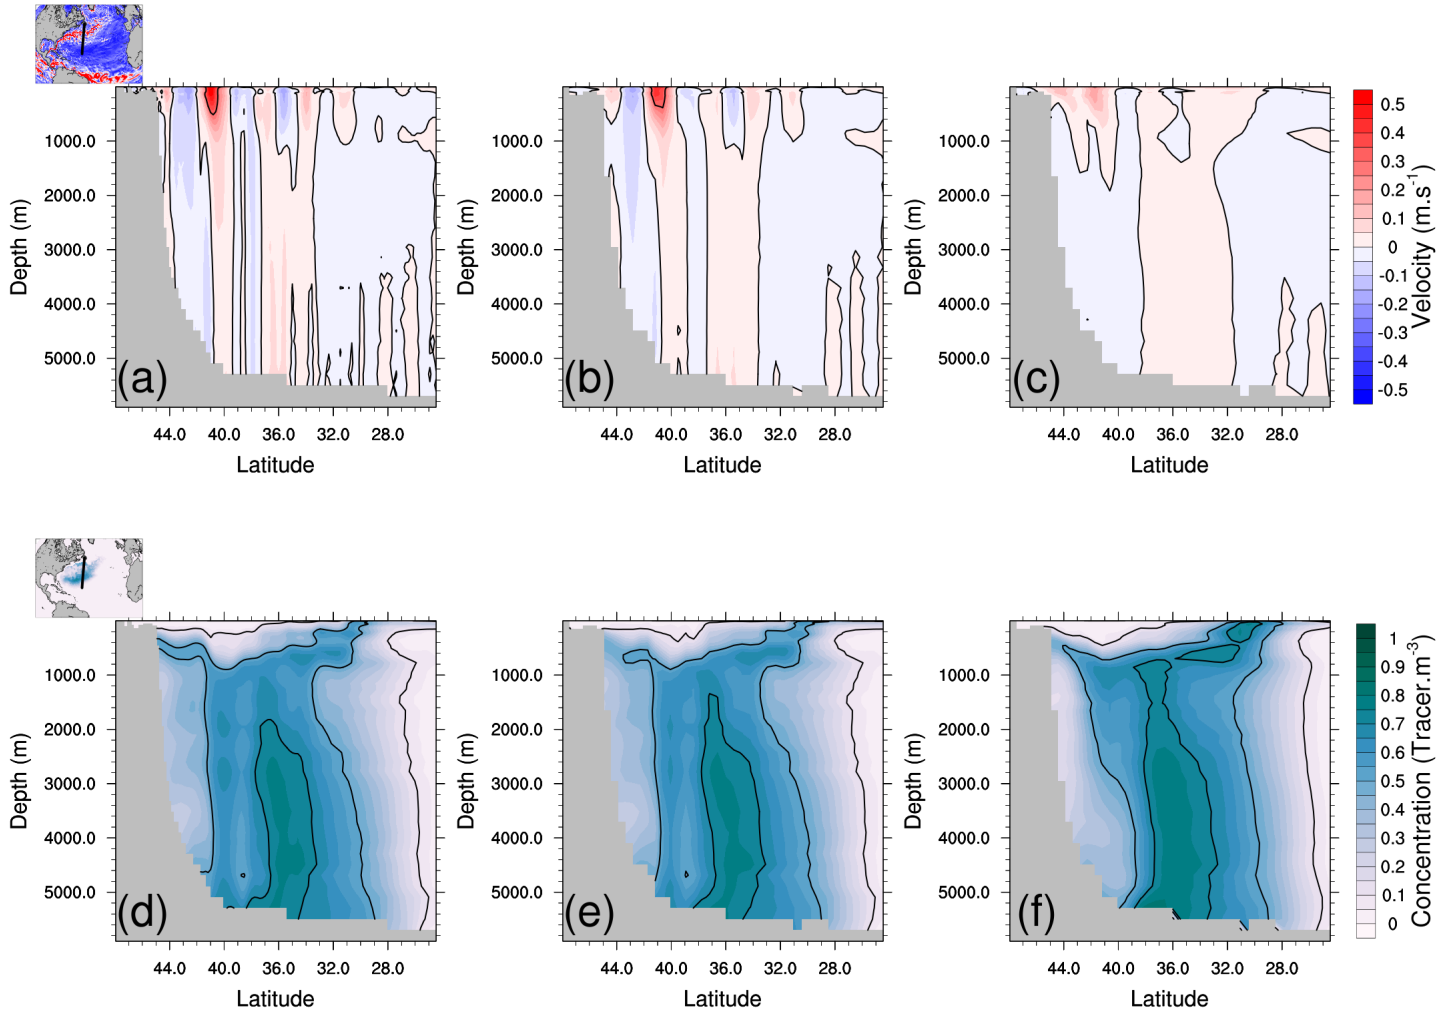 44.0 40.0 36.0 32.0 28.0
1000.0
2000.0
3000.0
4000.0
5000.0
Depth (m)
Latitude
(a)
44.0 40.0 36.0 32.0 28.0
1000.0
2000.0
3000.0
4000.0
5000.0
Depth (m)
Latitude
(b)
44.0 40.0 36.0 32.0 28.0
1000.0
2000.0
3000.0
4000.0
5000.0
Depth (m)
Latitude
(c)
0.5
0.4
0.3
0.2
0.1
0
-0.1
-0.2
-0.3
-0.4
-0.5
Velocity (m.s⁻¹)
44.0 40.0 36.0 32.0 28.0
1000.0
2000.0
3000.0
4000.0
5000.0
Depth (m)
Latitude
(d)
44.0 40.0 36.0 32.0 28.0
1000.0
2000.0
3000.0
4000.0
5000.0
Depth (m)
Latitude
(e)
44.0 40.0 36.0 32.0 28.0
1000.0
2000.0
3000.0
4000.0
5000.0
Depth (m)
Latitude
(f)
1
0.9
0.8
0.7
0.6
0.5
0.4
0.3
0.2
0.1
0
Concentration (Tracer.m⁻³)